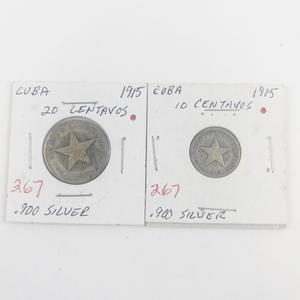 CUBA 1915
20 CENTAVOS
267
.900 SILVER
CUBA 1915
10 CENTAVOS
267
.900 SILVER